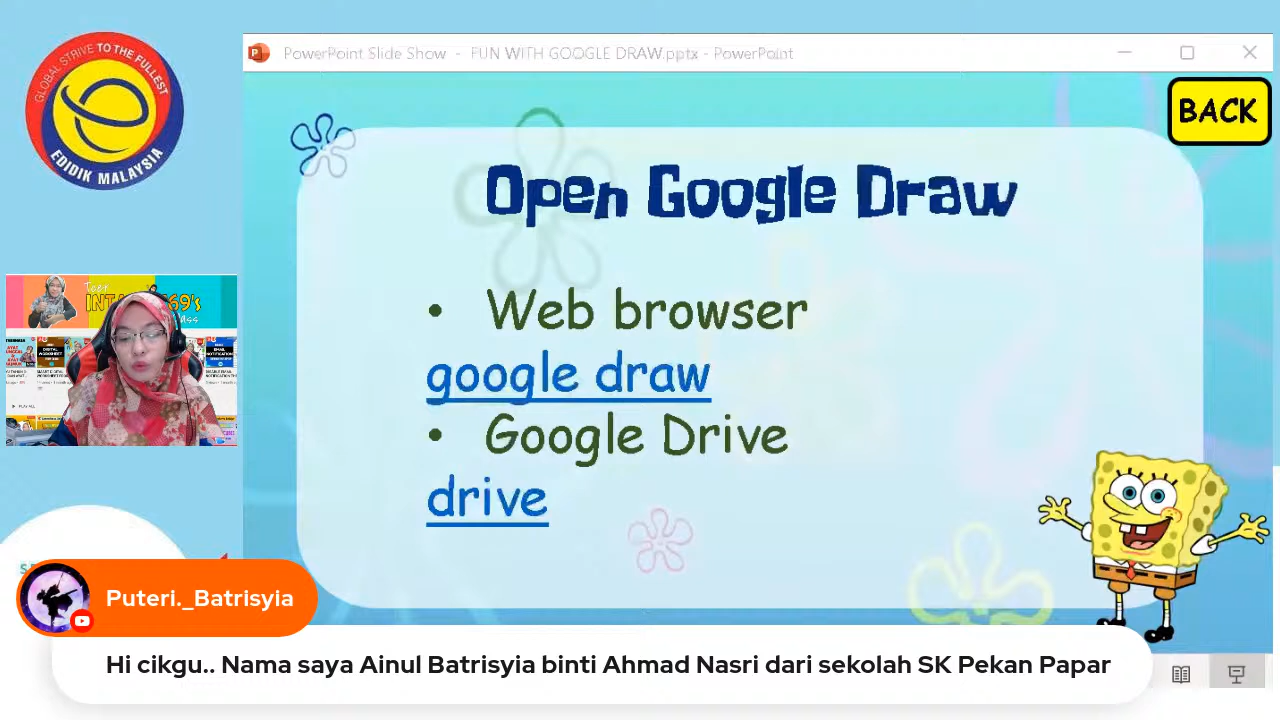 GLOBAL STRIVE TO THE FULLEST
EDIDIK MALAYSIA
PowerPoint Slide Show - FUN WITH GOOGLE DRAW.pptx - PowerPoint
BACK
Open Google Draw
• Web browser
google draw
• Google Drive
drive
Puteri._Batrisyia
Hi cikgu.. Nama saya Ainul Batrisyia binti Ahmad Nasri dari sekolah SK Pekan Papar